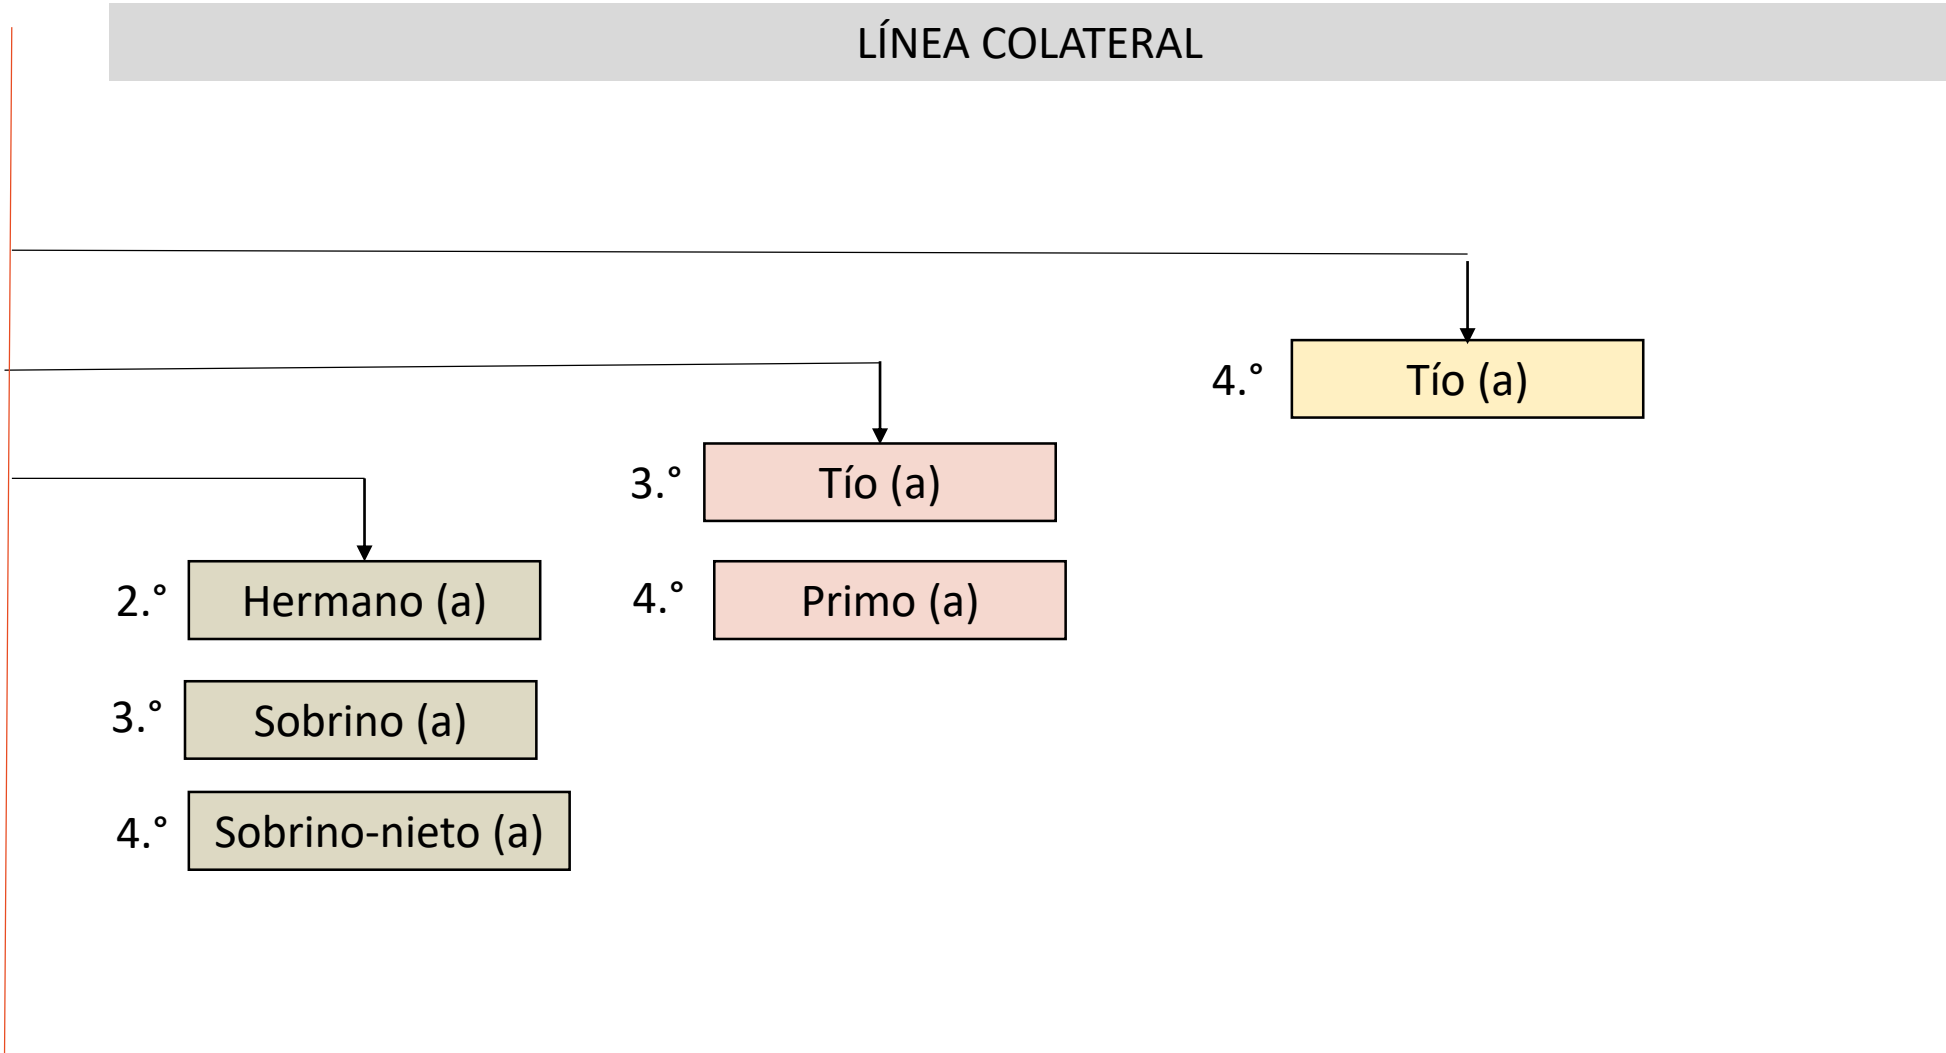 LÍNEA COLATERAL
4.° Tío (a)
3.° Tío (a)
2.° Hermano (a)
4.° Primo (a)
3.° Sobrino (a)
4.° Sobrino-nieto (a)